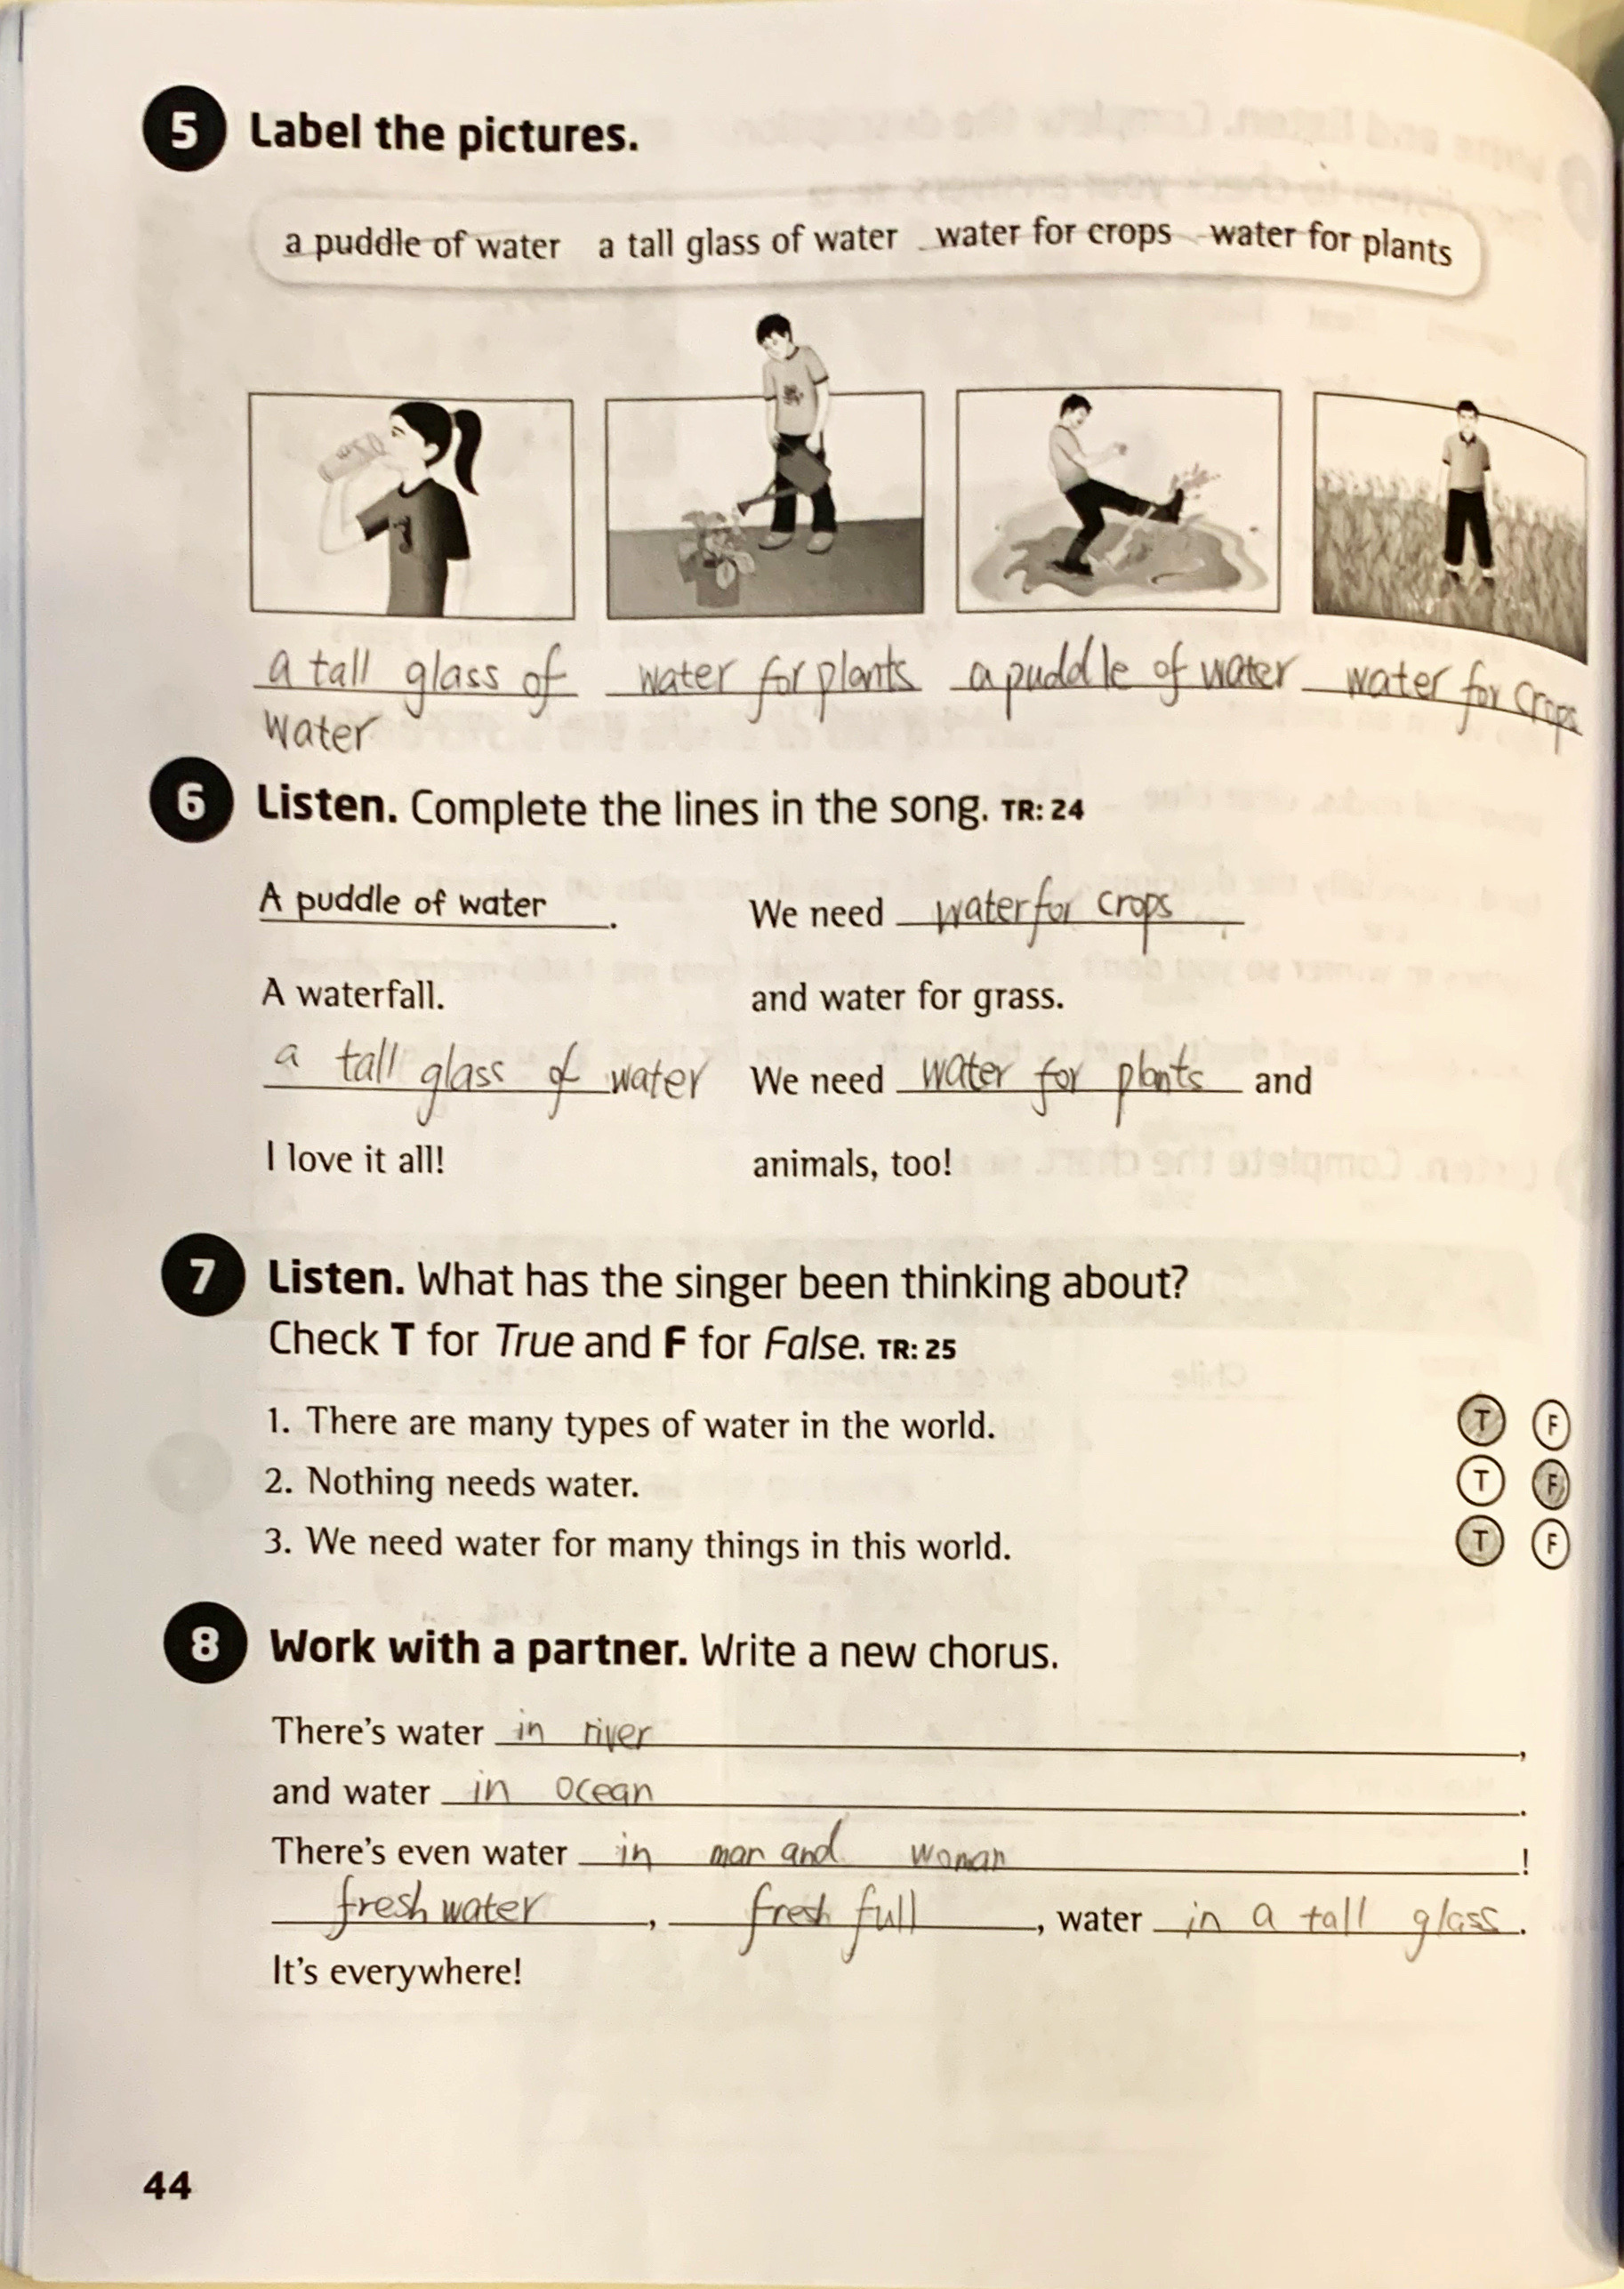 5 Label the pictures.
a puddle of water a tall glass of water water for crops water for plants
a tall glass of water
water for plants
a puddle of water
water for crops
6 Listen. Complete the lines in the song. TR: 24
A puddle of water.
A waterfall.
a tall glass of water
I love it all!
We need water for crops,
and water for grass.
We need water for plants and
animals, too!
7 Listen. What has the singer been thinking about?
Check T for True and F for False. TR: 25
1. There are many types of water in the world. T F
2. Nothing needs water. T F
3. We need water for many things in this world. T F
8 Work with a partner. Write a new chorus.
There's water in river,
and water in ocean.
There's even water in man and woman!
fresh water, fresh full, water in a tall glass.
It's everywhere!
44